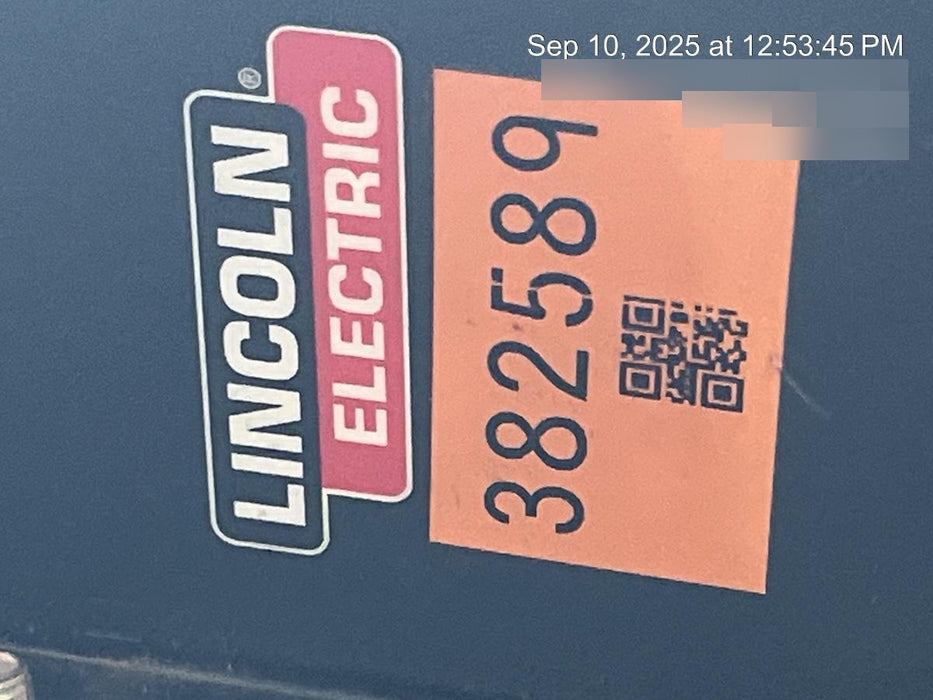 Sep 10, 2025 at 12:53:45 PM
LINCOLN
ELECTRIC
382589